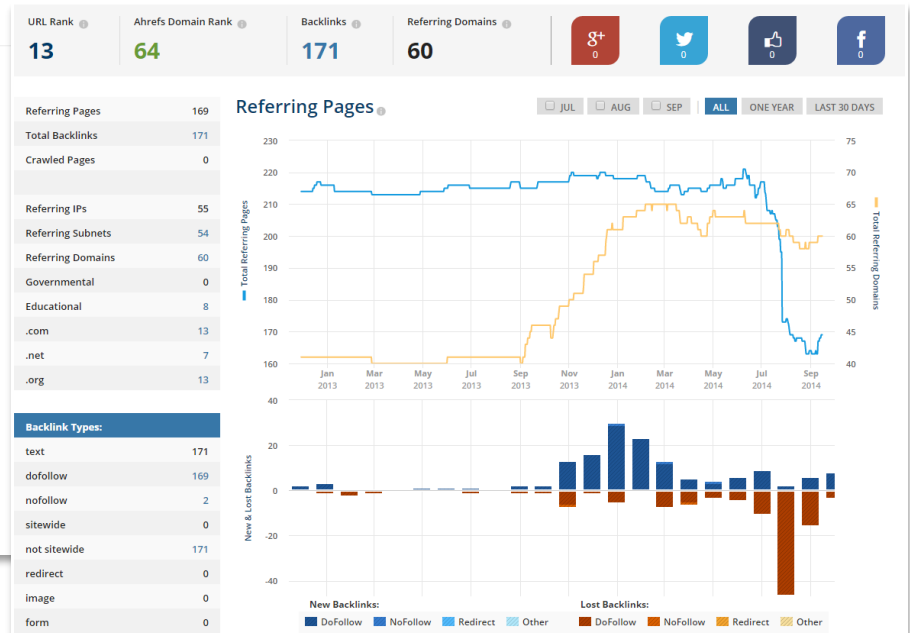 URL Rank
13
Ahrefs Domain Rank
64
Backlinks
171
Referring Domains
60
g+
0
0
0
f
0
Referring Pages 169
Total Backlinks 171
Crawled Pages 0
Referring IPs 55
Referring Subnets 54
Referring Domains 60
Governmental 0
Educational 8
.com 13
.net 7
.org 13
Backlink Types:
text 171
dofollow 169
nofollow 2
sitewide 0
not sitewide 171
redirect 0
image 0
form 0
Referring Pages
JUL AUG SEP ALL ONE YEAR LAST 30 DAYS
Total Referring Pages
230
220
210
200
190
180
170
160
75
70
65
60
55
50
45
40
Total Referring Domains
Jan 2013 Mar 2013 May 2013 Jul 2013 Sep 2013 Nov 2013 Jan 2014 Mar 2014 May 2014 Jul 2014 Sep 2014
New & Lost Backlinks
40
20
0
-20
-40
New Backlinks:
DoFollow NoFollow Redirect Other
Lost Backlinks:
DoFollow NoFollow Redirect Other